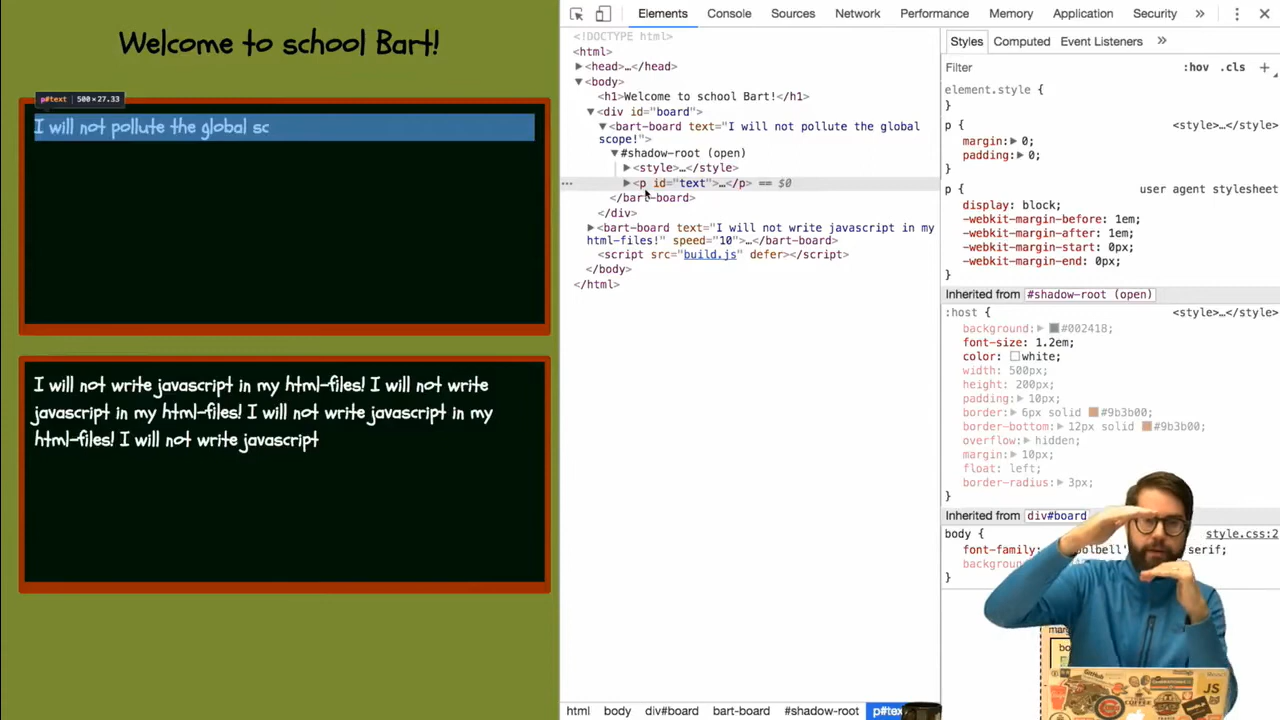 Welcome to school Bart!
p#text 500×27.33
I will not pollute the global sc
I will not write javascript in my html-files! I will not write
javascript in my html-files! I will not write javascript in my
html-files! I will not write javascript
Elements Console Sources Network Performance Memory Application Security »
<!DOCTYPE html>
<html>
<head>…</head>
<body>
<h1>Welcome to school Bart!</h1>
<div id="board">
<bart-board text="I will not pollute the global
scope!">
#shadow-root (open)
<style>…</style>
<p id="text">…</p> == $0
</bart-board>
</div>
<bart-board text="I will not write javascript in my
html-files!" speed="10">…</bart-board>
<script src="build.js" defer></script>
</body>
</html>
html body div#board bart-board #shadow-root p#text
Styles Computed Event Listeners »
Filter :hov .cls +
element.style {
}
p { <style>…</style>
margin: 0;
padding: 0;
}
p { user agent stylesheet
display: block;
-webkit-margin-before: 1em;
-webkit-margin-after: 1em;
-webkit-margin-start: 0px;
-webkit-margin-end: 0px;
}
Inherited from #shadow-root (open)
:host { <style>…</style>
background: #002418;
font-size: 1.2em;
color: white;
width: 500px;
height: 200px;
padding: 10px;
border: 6px solid #9b3b00;
border-bottom: 12px solid #9b3b00;
overflow: hidden;
margin: 10px;
float: left;
border-radius: 3px;
}
Inherited from div#board
body { style.css:2
font-family: serif;
}
JS